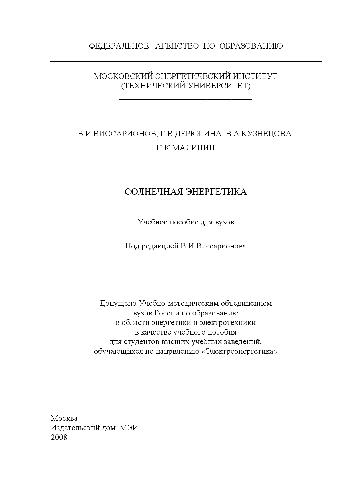 ФЕДЕРАЛЬНОЕ АГЕНТСТВО ПО ОБРАЗОВАНИЮ
МОСКОВСКИЙ ЭНЕРГЕТИЧЕСКИЙ ИНСТИТУТ
(ТЕХНИЧЕСКИЙ УНИВЕРСИТЕТ)
В.И.ВИССАРИОНОВ, Г.В.ДЕРЮГИНА, В.А.КУЗНЕЦОВА,
Н.К.МАЛИНИН
СОЛНЕЧНАЯ ЭНЕРГЕТИКА
Учебное пособие для вузов
Под редакцией В.И.Виссарионова
Допущено Учебно-методическим объединением
вузов России по образованию
в области энергетики и электротехники
в качестве учебного пособия
для студентов высших учебных заведений,
обучающихся по направлению «Электроэнергетика»
Москва
Издательский дом МЭИ
2008